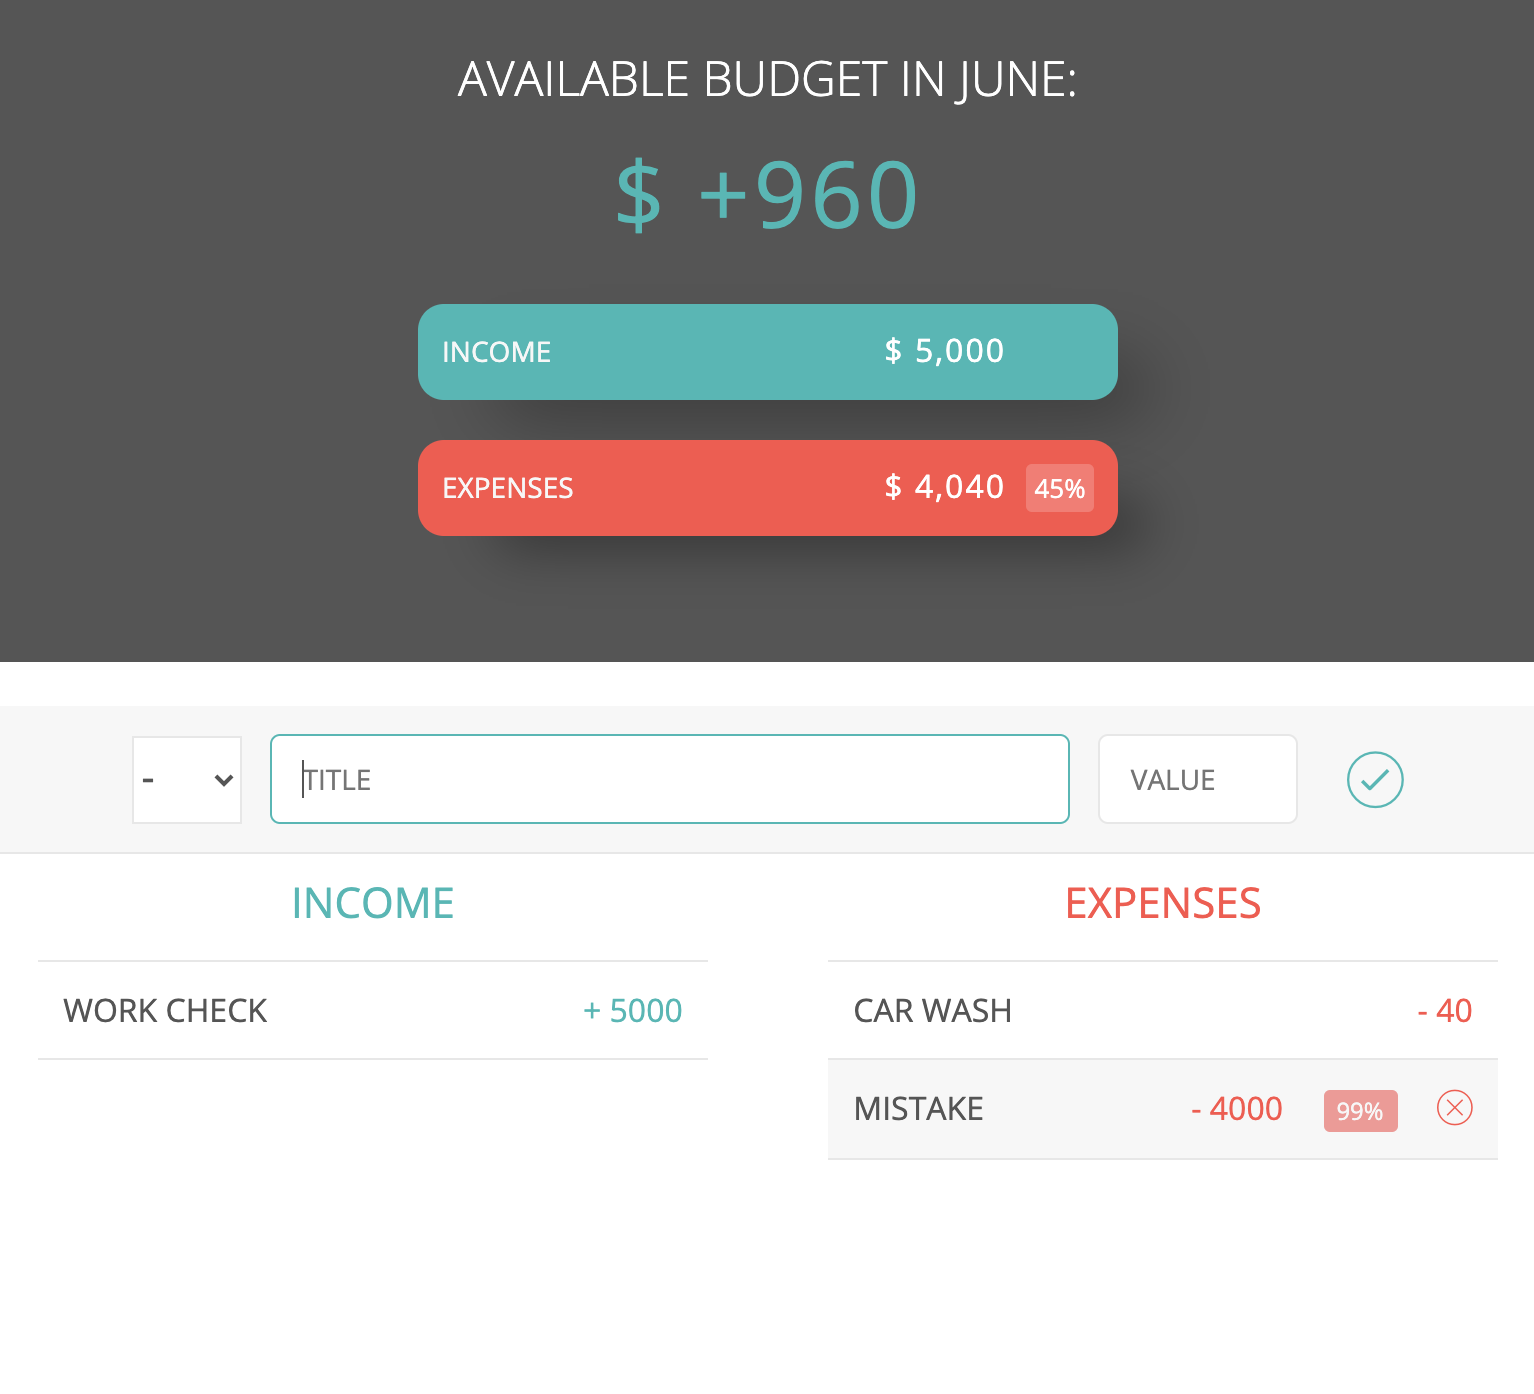 AVAILABLE BUDGET IN JUNE:
$ +960
INCOME $ 5,000
EXPENSES $ 4,040 45%
- TITLE VALUE
INCOME
WORK CHECK + 5000
EXPENSES
CAR WASH - 40
MISTAKE - 4000 99%